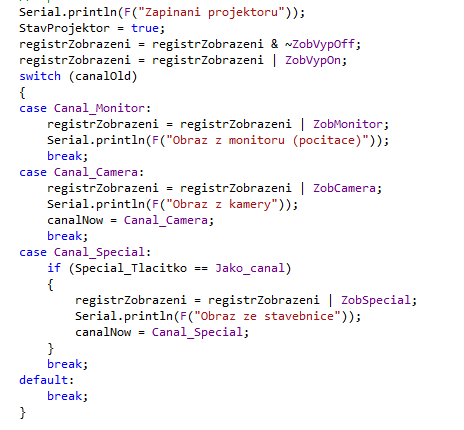 Serial.println(F("Zapinani projektoru"));
StavProjektor = true;
registrZobrazeni = registrZobrazeni & ~ZobVypOff;
registrZobrazeni = registrZobrazeni | ZobVypOn;
switch (canalOld)
{
case Canal_Monitor:
    registrZobrazeni = registrZobrazeni | ZobMonitor;
    Serial.println(F("Obraz z monitoru (pocitace)"));
    break;
case Canal_Camera:
    registrZobrazeni = registrZobrazeni | ZobCamera;
    Serial.println(F("Obraz z kamery"));
    canalNow = Canal_Camera;
    break;
case Canal_Special:
    if (Special_Tlacitko == Jako_canal)
    {
        registrZobrazeni = registrZobrazeni | ZobSpecial;
        Serial.println(F("Obraz ze stavebnice"));
        canalNow = Canal_Special;
    }
    break;
default:
    break;
}